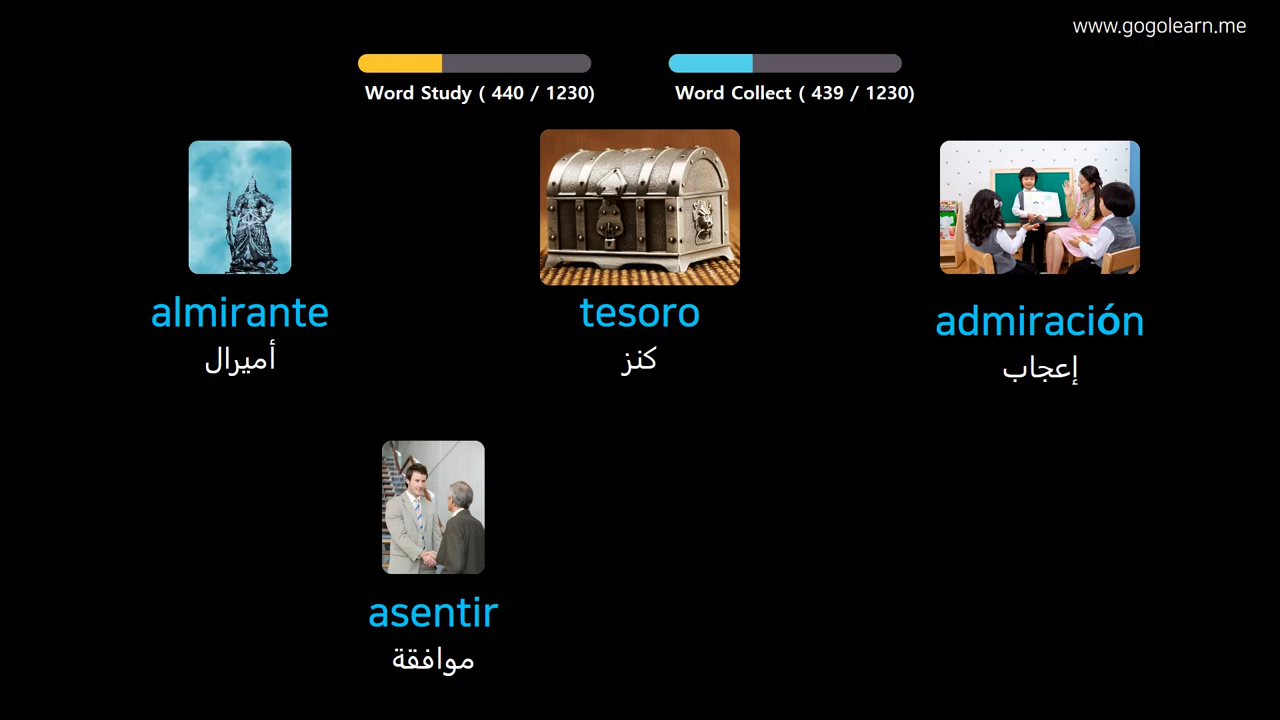 www.gogolearn.me
Word Study ( 440 / 1230)
Word Collect ( 439 / 1230)
almirante
أميرال
tesoro
كنز
admiración
إعجاب
asentir
موافقة